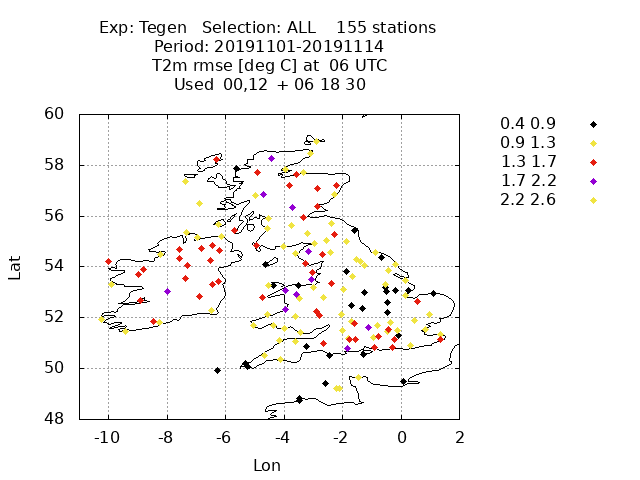 Exp: Tegen Selection: ALL 155 stations
Period: 20191101-20191114
T2m rmse [deg C] at 06 UTC
Used 00,12 + 06 18 30
0.4 0.9
0.9 1.3
1.3 1.7
1.7 2.2
2.2 2.6
60
58
56
54
52
50
48
Lat
-10 -8 -6 -4 -2 0 2
Lon